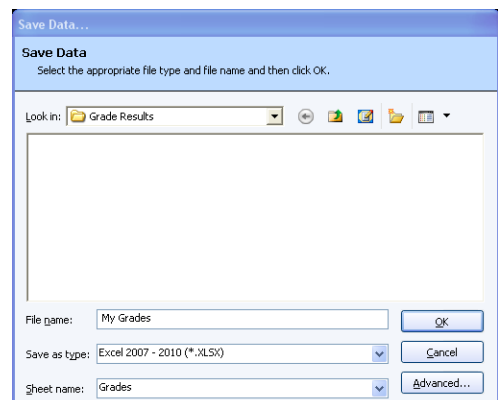 Save Data...
Save Data
Select the appropriate file type and file name and then click OK.
Look in: Grade Results
File name: My Grades
OK
Save as type: Excel 2007 - 2010 (*.XLSX)
Cancel
Sheet name: Grades
Advanced...